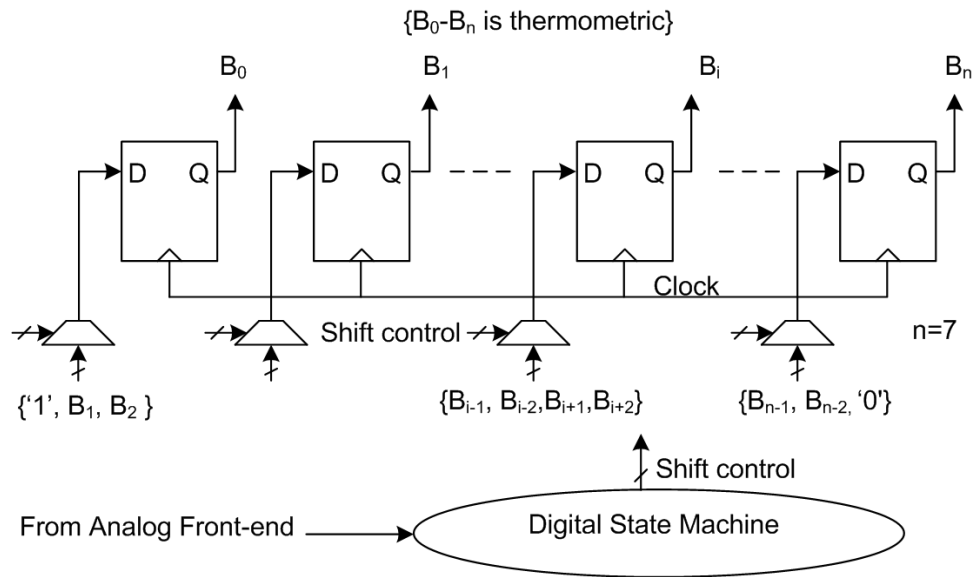 {B₀-Bₙ is thermometric}
B₀ B₁ Bᵢ Bₙ
D Q D Q D Q D Q
Clock
Shift control n=7
{‘1’, B₁, B₂ } {Bᵢ₋₁, Bᵢ₋₂,Bᵢ₊₁,Bᵢ₊₂} {Bₙ₋₁, Bₙ₋₂, ‘0'}
Shift control
From Analog Front-end Digital State Machine